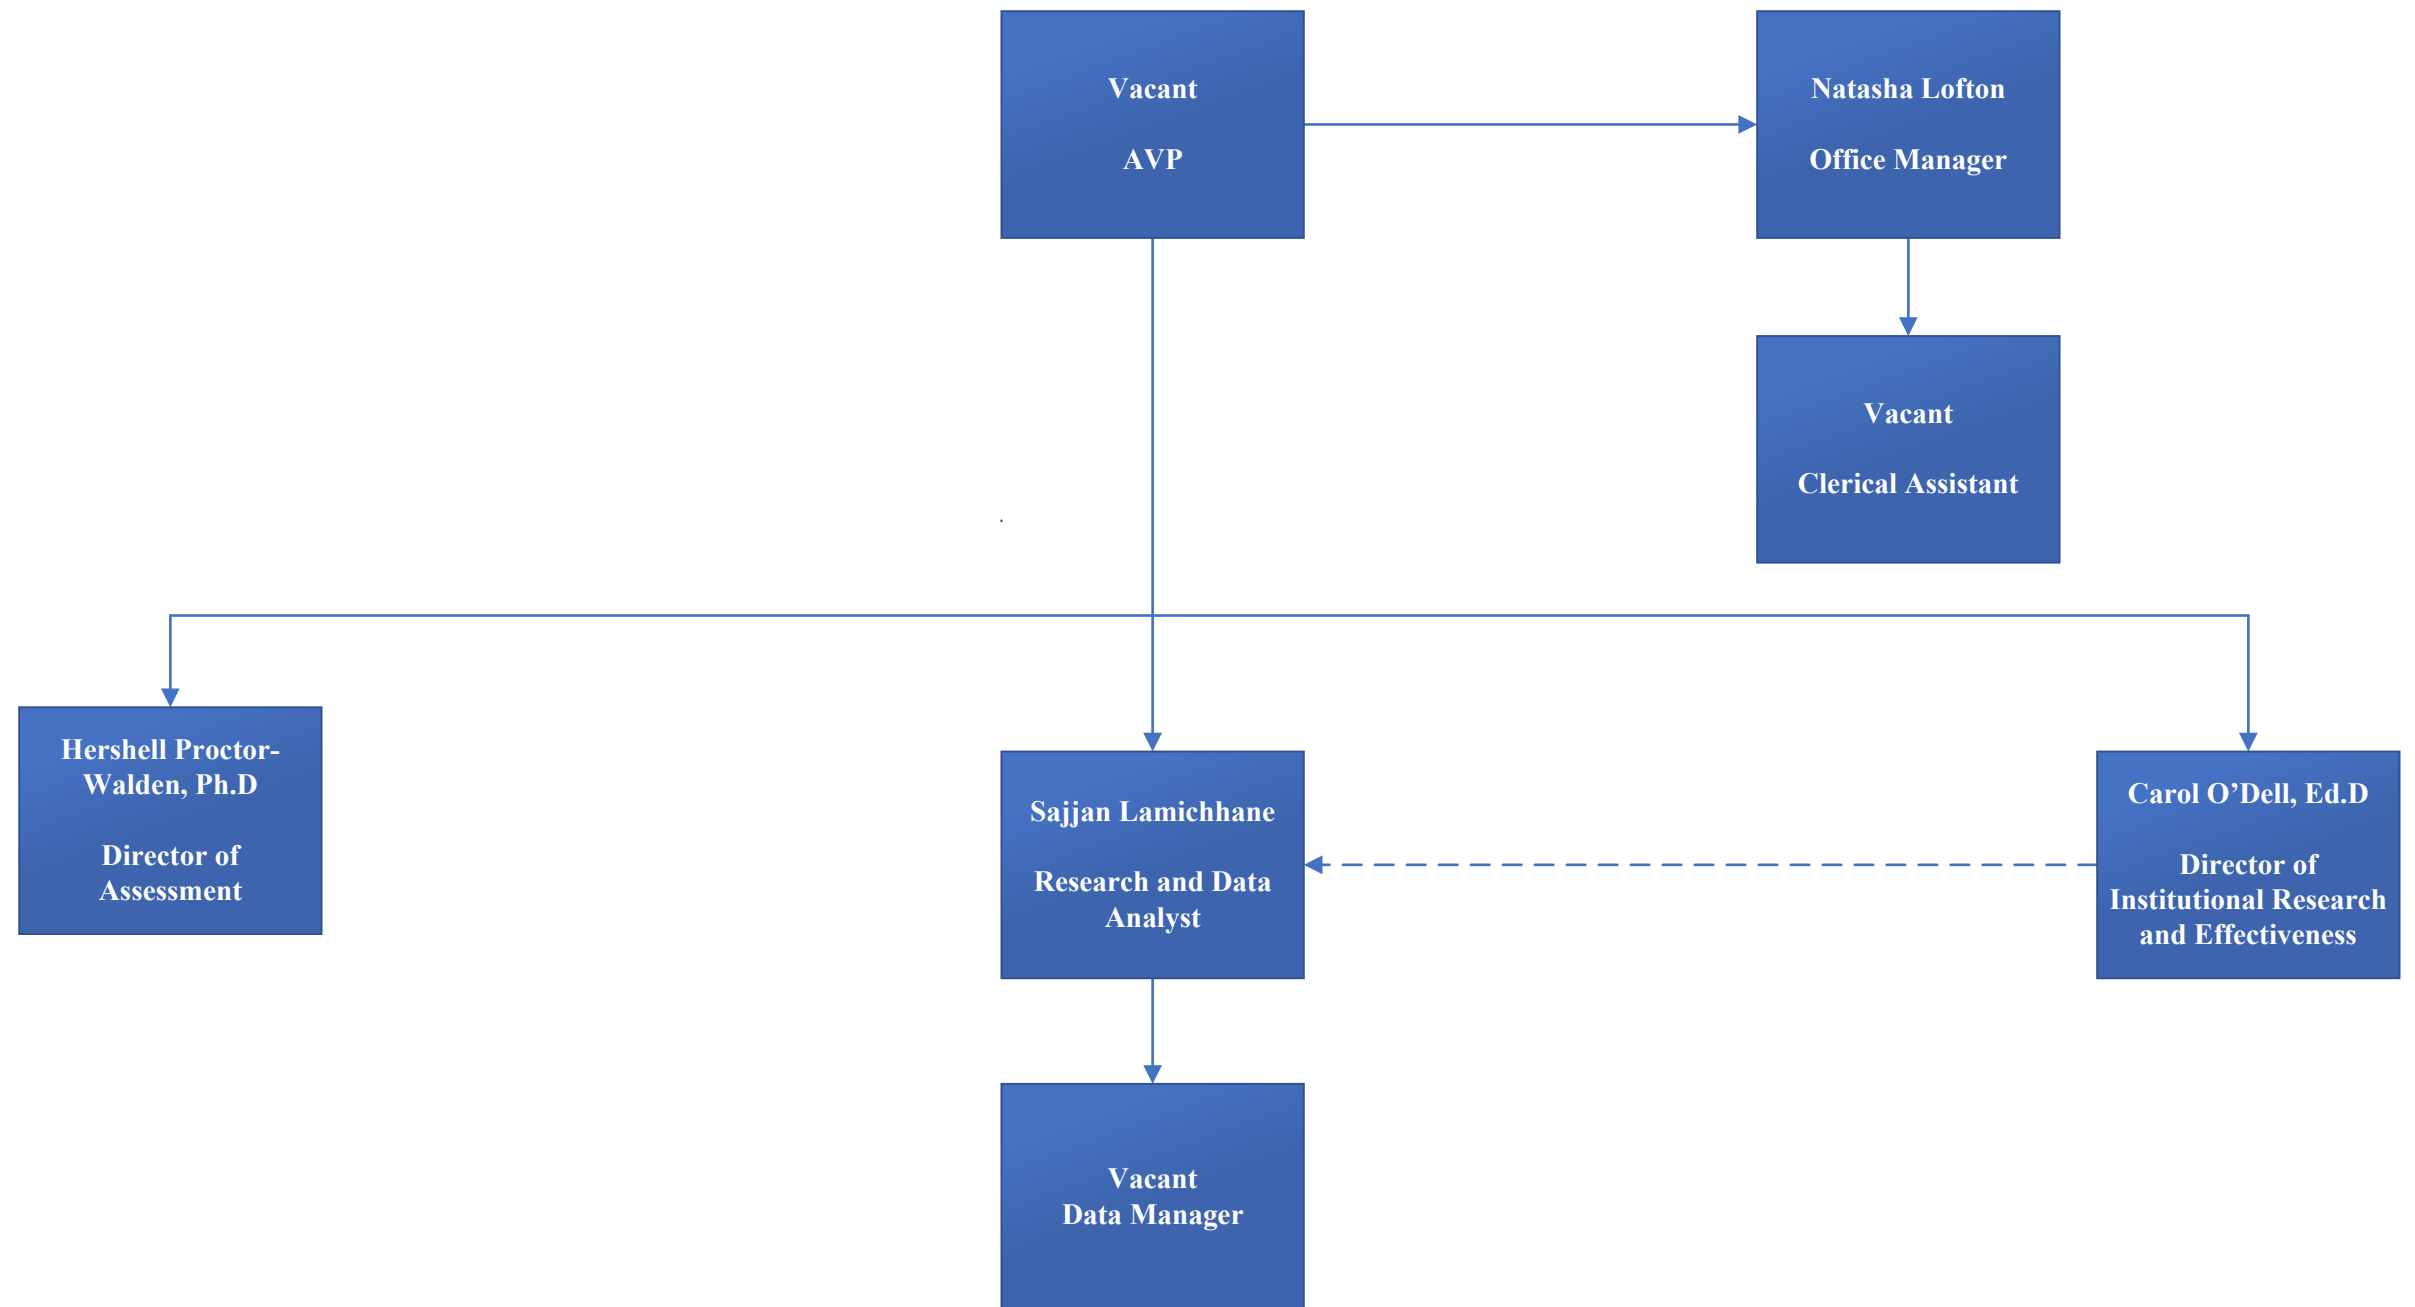 Vacant
AVP
Natasha Lofton
Office Manager
Vacant
Clerical Assistant
Hershell Proctor-
Walden, Ph.D
Director of
Assessment
Sajjan Lamichhane
Research and Data
Analyst
Carol O’Dell, Ed.D
Director of
Institutional Research
and Effectiveness
Vacant
Data Manager